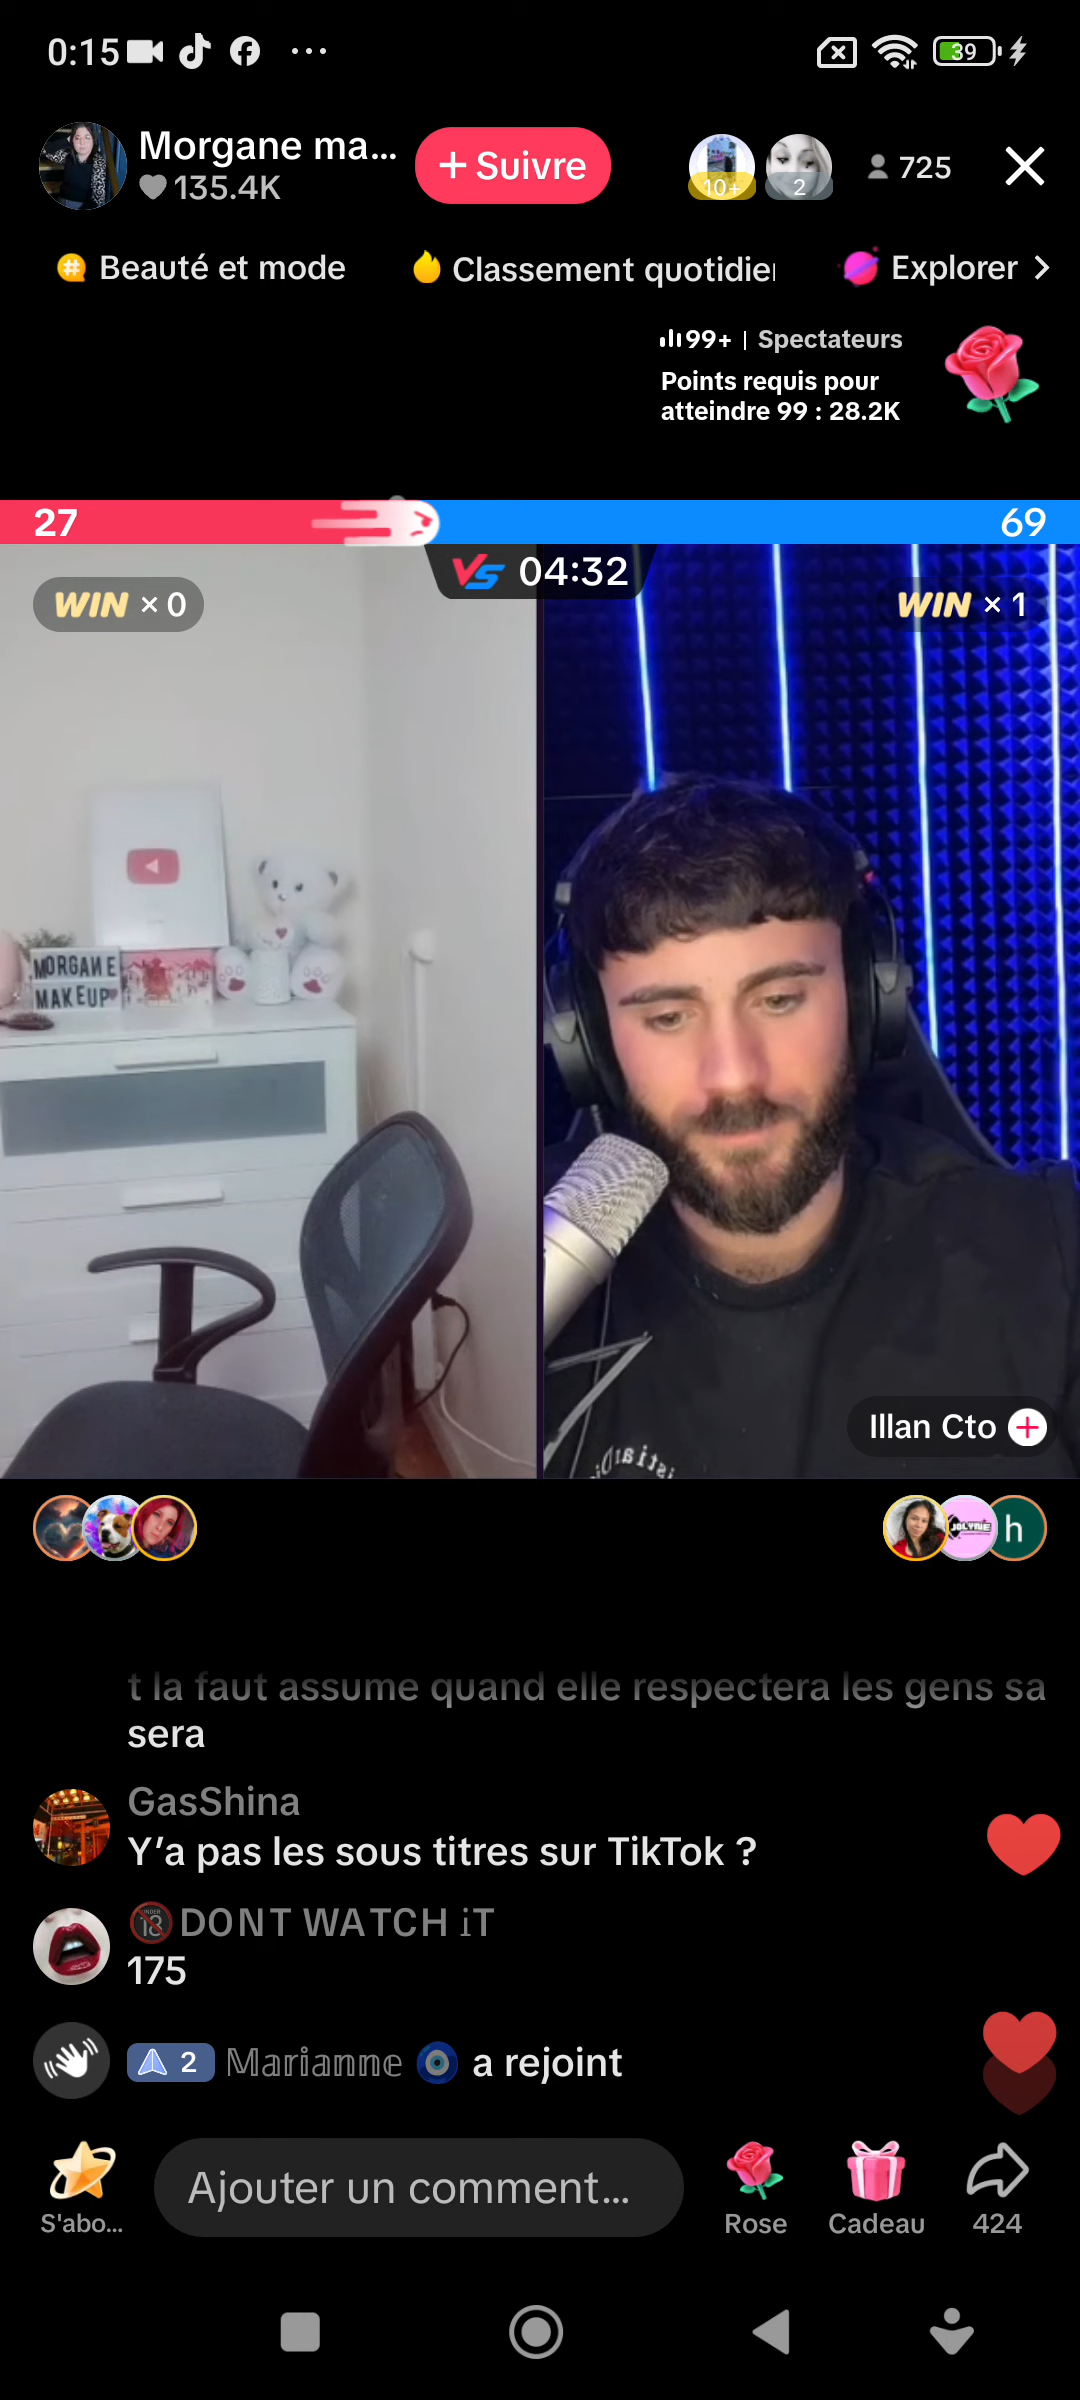 0:15
39
Morgane ma...
135.4K
+ Suivre
10+
2
725
Beauté et mode
Classement quotidie
Explorer >
99+ | Spectateurs
Points requis pour
atteindre 99 : 28.2K
27
69
VS 04:32
WIN × 0
WIN × 1
MORGANE
MAKEUP
Illan Cto
JOLYNE
h
t la faut assume quand elle respectera les gens sa
sera
GasShina
Y'a pas les sous titres sur TikTok ?
🔞DONT WATCH iT
175
2 𝕄𝕒𝕣𝕚𝕒𝕟𝕟𝕖 🧿 a rejoint
S'abo...
Ajouter un comment...
Rose
Cadeau
424